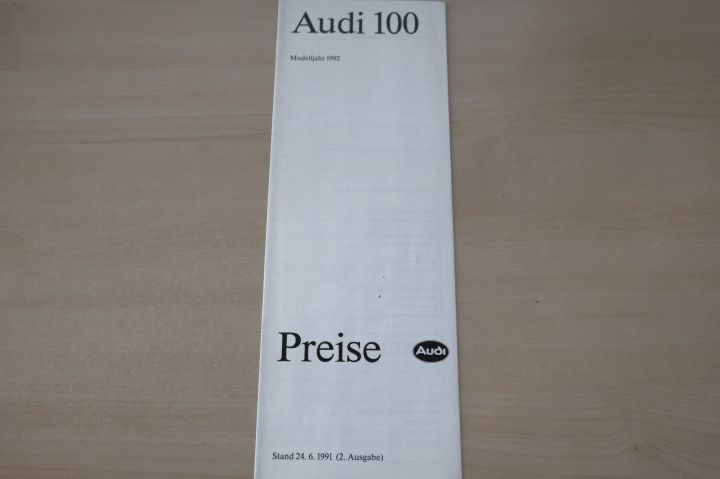 Audi 100
Modelljahr 1992
Preise
Audi
Stand 24. 6. 1991 (2. Ausgabe)